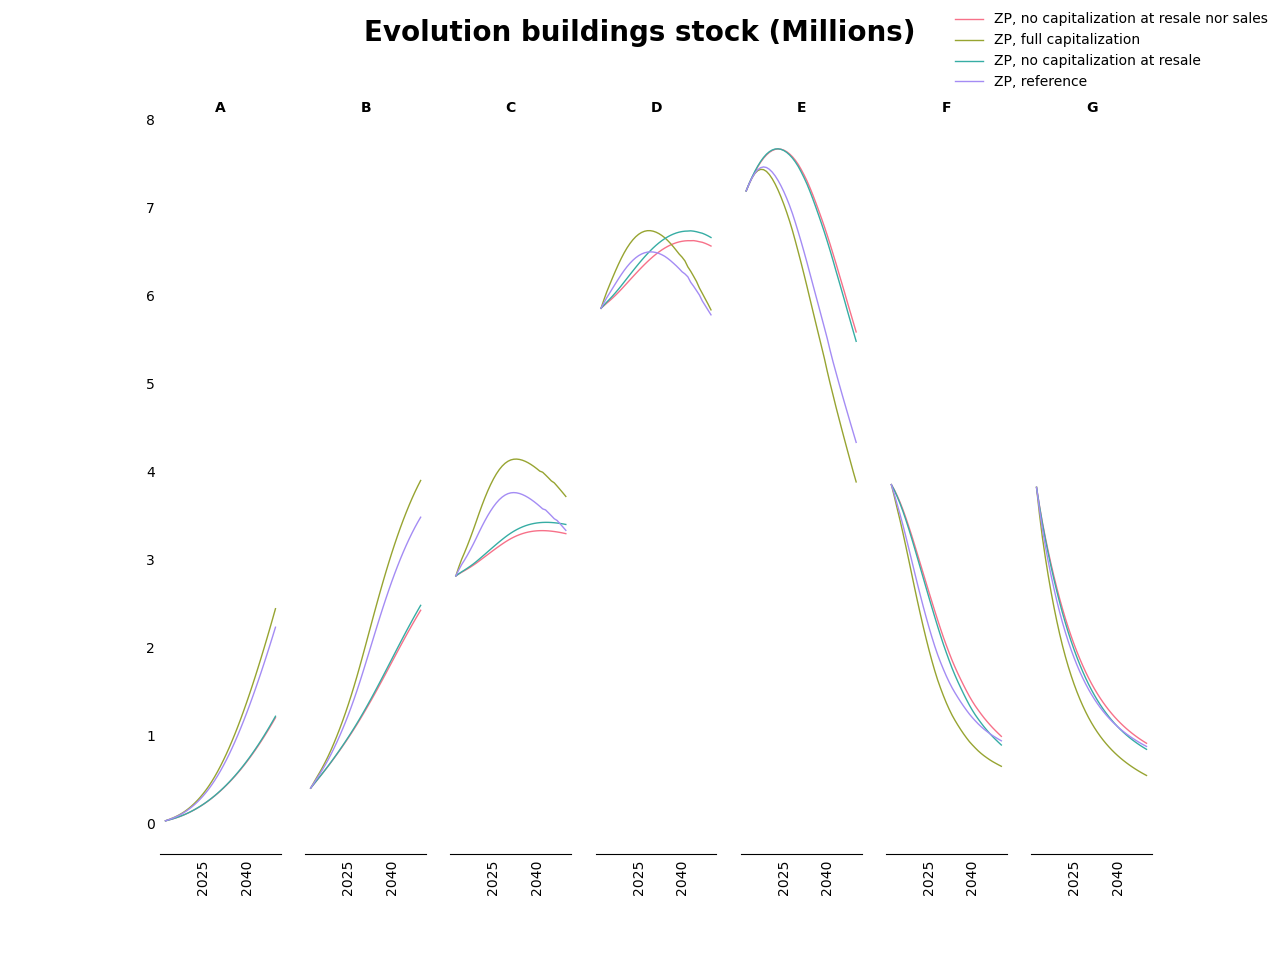 Evolution buildings stock (Millions)
ZP, no capitalization at resale nor sales
ZP, full capitalization
ZP, no capitalization at resale
ZP, reference
A B C D E F G
8
7
6
5
4
3
2
1
0
2025 2040 2025 2040 2025 2040 2025 2040 2025 2040 2025 2040 2025 2040